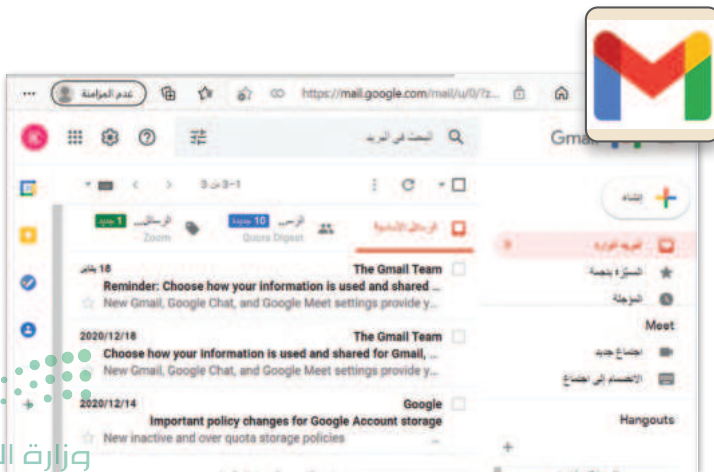 عدم المزامنة
https://mail.google.com/mail/u/0/?z...
Gma
البحث في البريد
1-3 من 3
إنشاء
الرسائل الأساسية
10 جديدة
Quora Digest
1 جديد
Zoom
البريد الوارد
المميّزة بنجمة
المؤجلة
Meet
اجتماع جديد
الانضمام إلى اجتماع
Hangouts
The Gmail Team
18 يناير
Reminder: Choose how your information is used and shared ...
New Gmail, Google Chat, and Google Meet settings provide y...
The Gmail Team
2020/12/18
Choose how your information is used and shared for Gmail, ...
New Gmail, Google Chat, and Google Meet settings provide y...
Google
2020/12/14
Important policy changes for Google Account storage
New inactive and over quota storage policies
وزارة ال